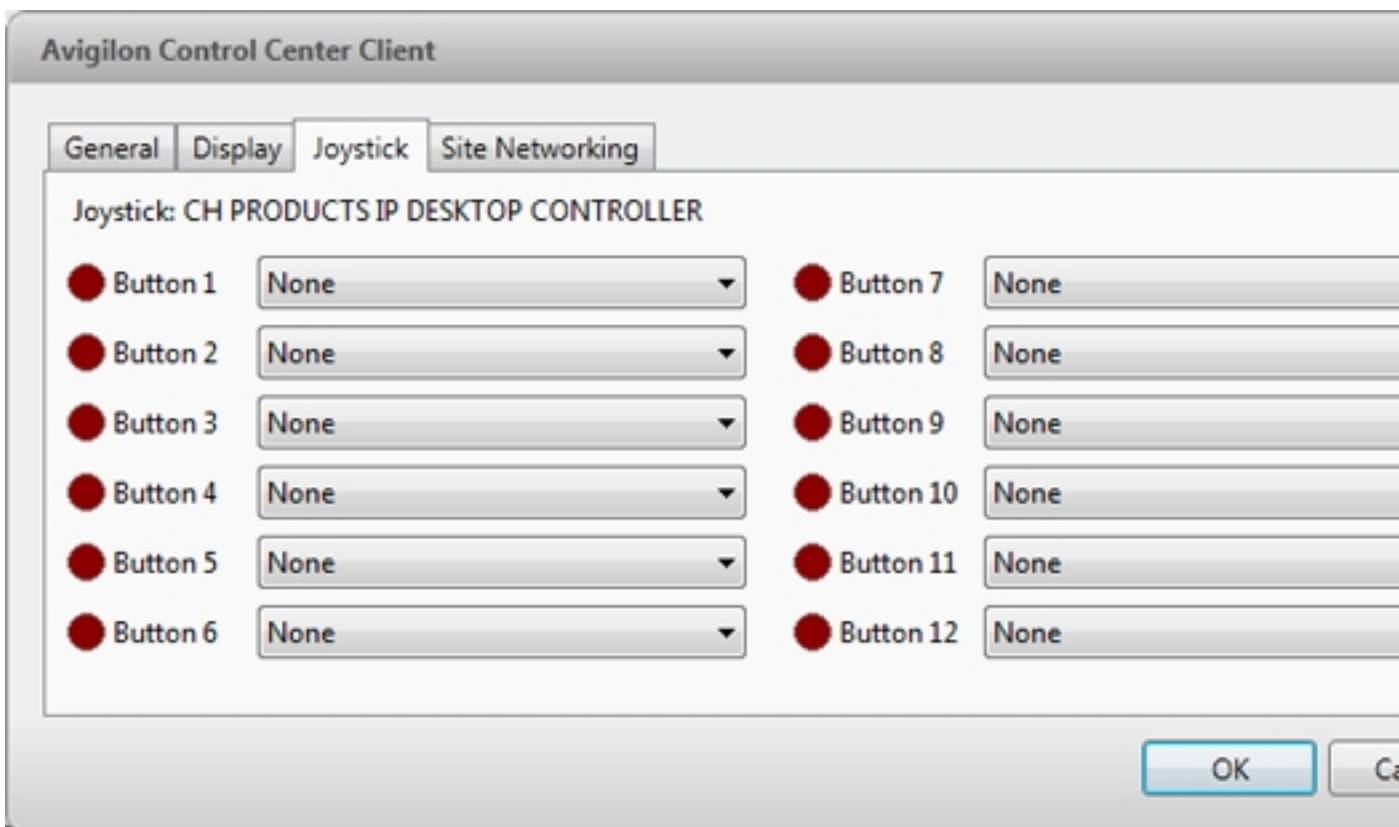 Avigilon Control Center Client
General Display Joystick Site Networking
Joystick: CH PRODUCTS IP DESKTOP CONTROLLER
Button 1 None Button 7 None
Button 2 None Button 8 None
Button 3 None Button 9 None
Button 4 None Button 10 None
Button 5 None Button 11 None
Button 6 None Button 12 None
OK